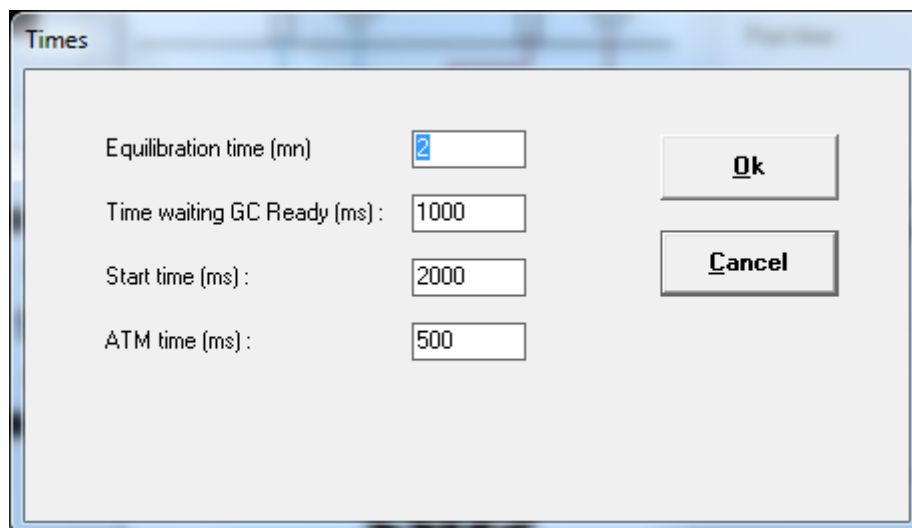 Times
Equilibration time (mn)
2
Ok
Time waiting GC Ready (ms) :
1000
Start time (ms) :
2000
Cancel
ATM time (ms) :
500